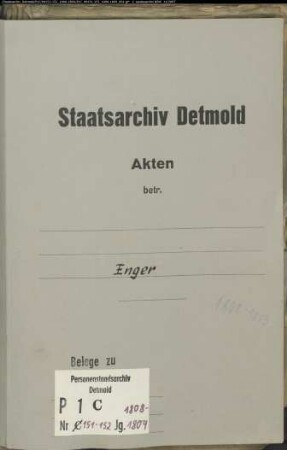 Staatsarchiv Detmold
Akten
betr.
Enger
Belege zu
Personenstandsarchiv
Detmold
P 1 C 1808-
Nr 151-152 Jg. 1809